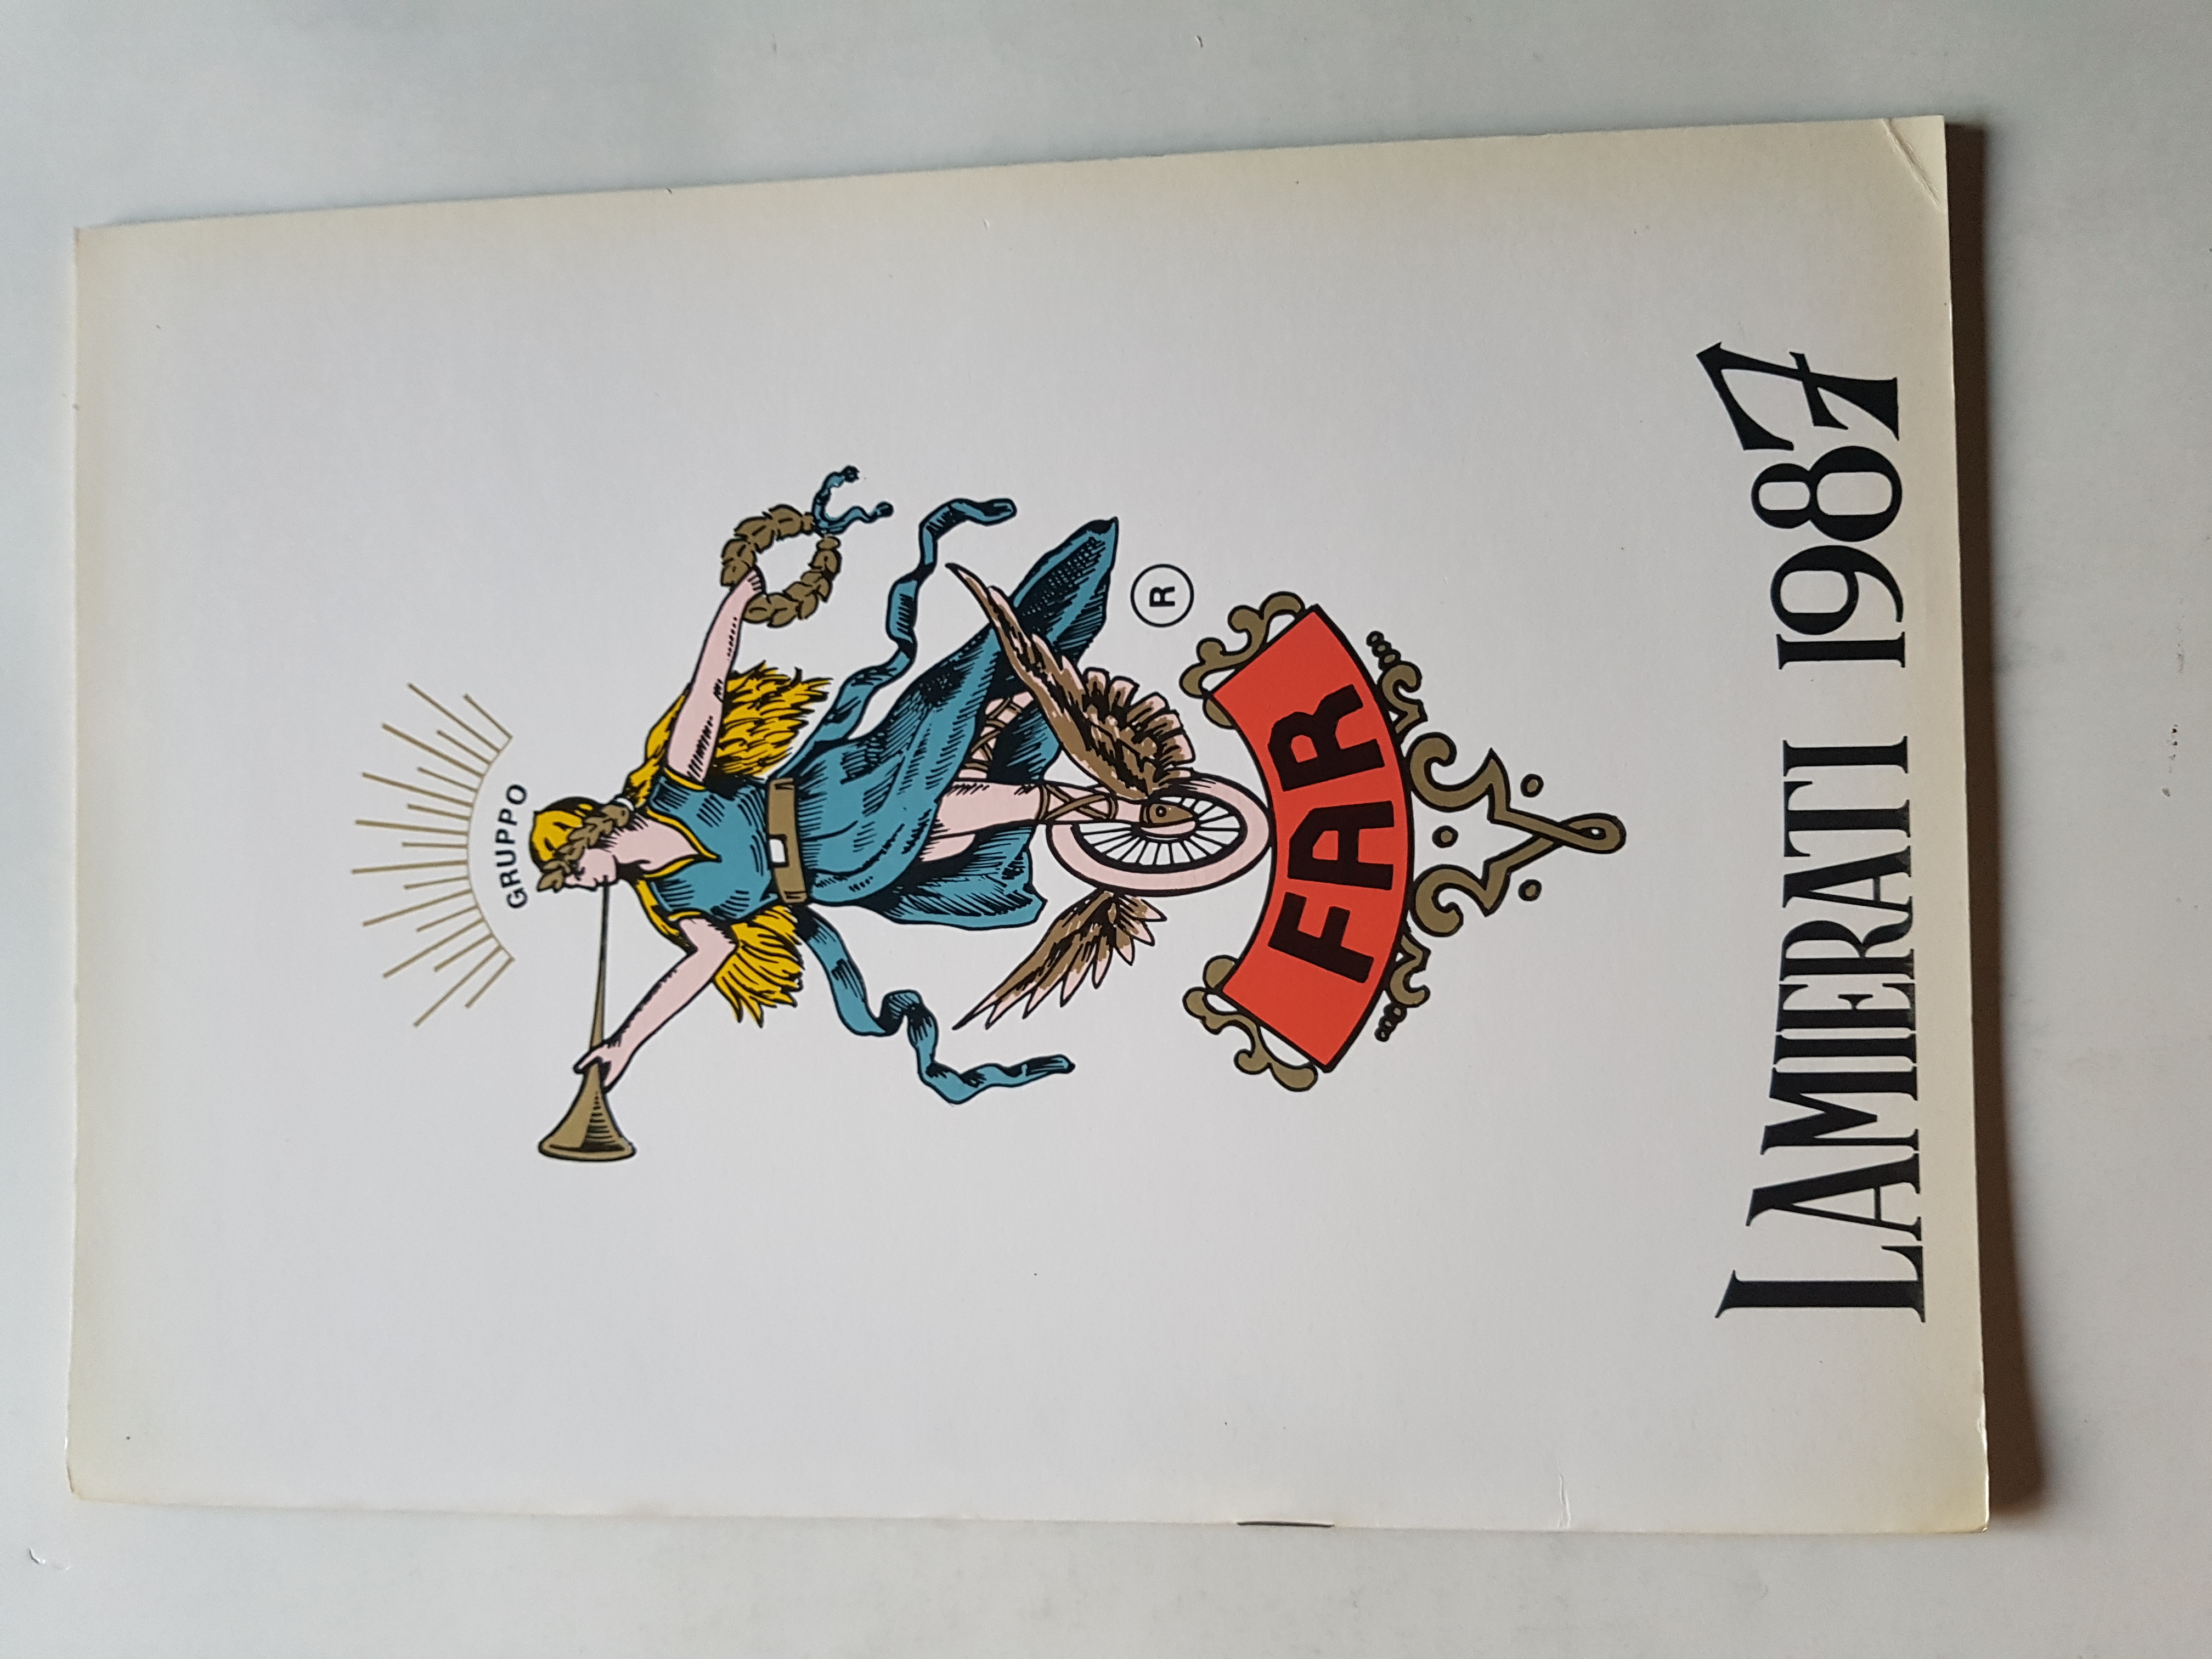 GRUPPO
®
FAR
LAMIERATI 1987